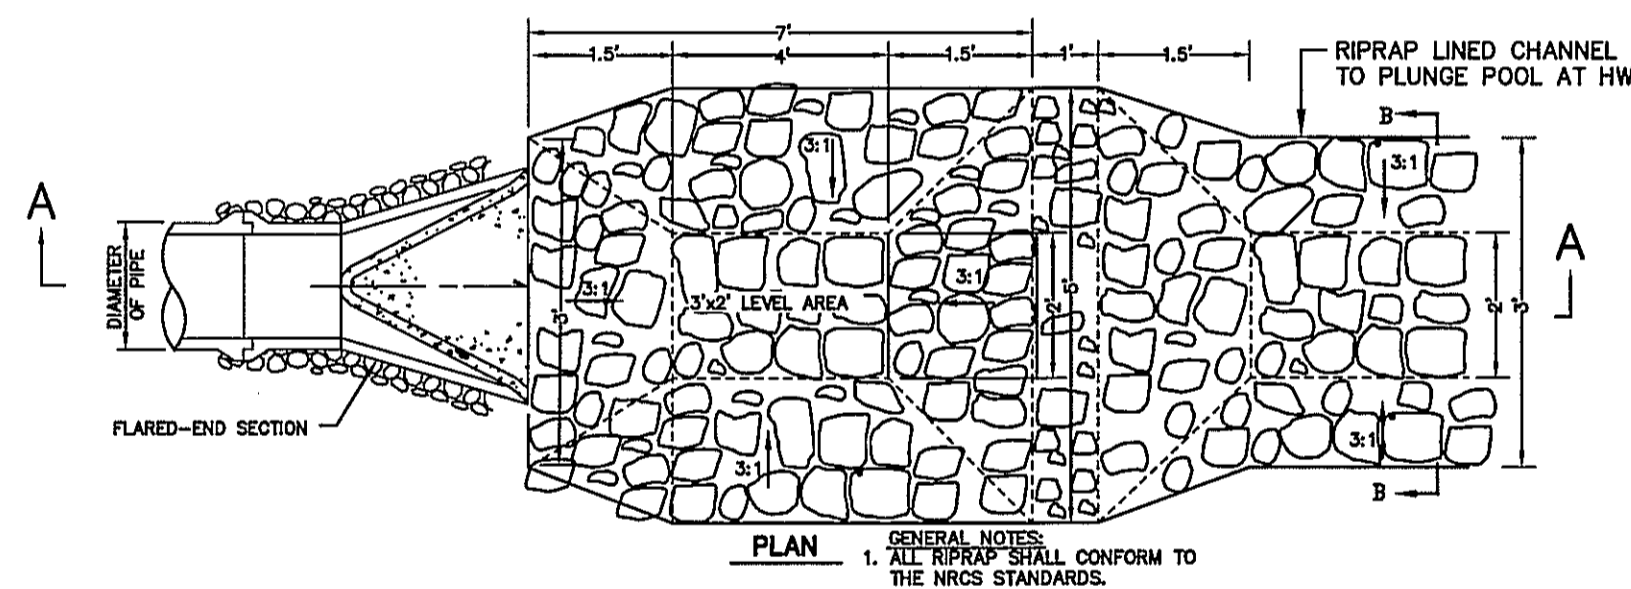 7'
1.5'
4'
1.5'
1'
1.5'
RIPRAP LINED CHANNEL
TO PLUNGE POOL AT HW
B
3:1
3:1
A
A
DIAMETER
OF PIPE
3:1
3'
3'x2' LEVEL AREA
3:1
2'
2'
3'
FLARED-END SECTION
3:1
3:1
B
PLAN
GENERAL NOTES:
1. ALL RIPRAP SHALL CONFORM TO
THE NRCS STANDARDS.